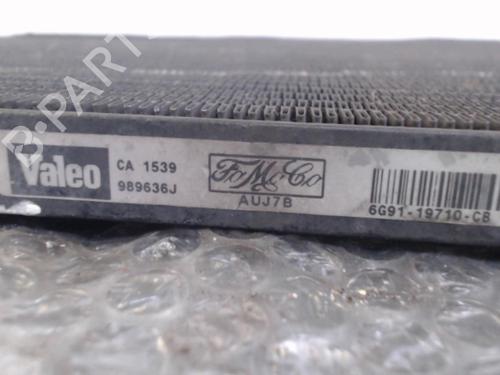 B-PARTS
Valeo
CA 1539
989636J
FoMoCo
AUJ7B
6G91-19710-CB